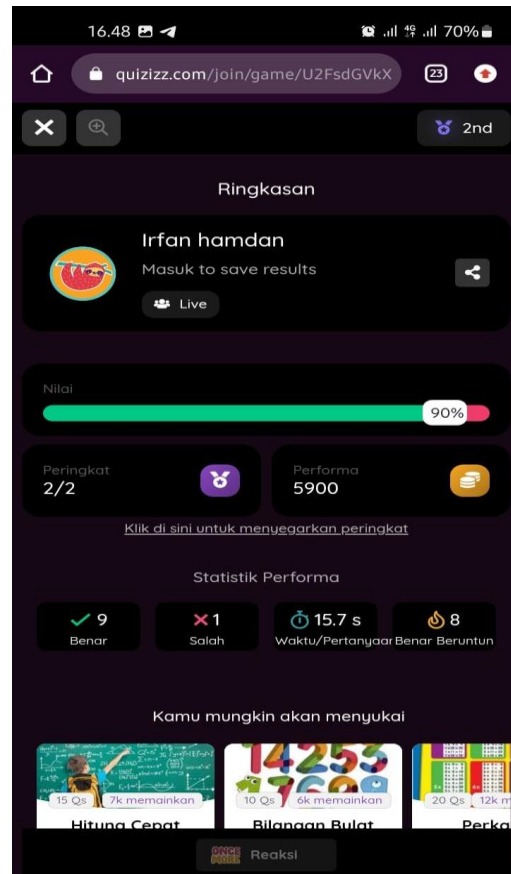 16.48 4G 70%
quizizz.com/join/game/U2FsdGVkX 23
2nd
Ringkasan
Irfan hamdan
Masuk to save results
Live
Nilai
90%
Peringkat
2/2
Performa
5900
Klik di sini untuk menyegarkan peringkat
Statistik Performa
9
Benar
1
Salah
15.7 s
Waktu/Pertanyaar
8
Benar Beruntun
Kamu mungkin akan menyukai
15 Qs 7k memainkan
Hitung Cepat
10 Qs 6k memainkan
Bilangan Bulat
20 Qs 12k m
Perka
ONCE MORE Reaksi